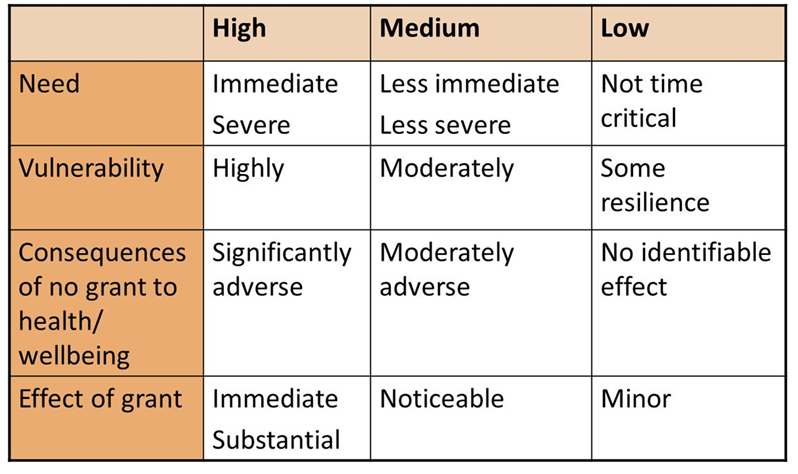 High Medium Low
Need Immediate Less immediate Not time
Severe Less severe critical
Vulnerability Highly Moderately Some
resilience
Consequences Significantly Moderately No identifiable
of no grant to adverse adverse effect
health/
wellbeing
Effect of grant Immediate Noticeable Minor
Substantial